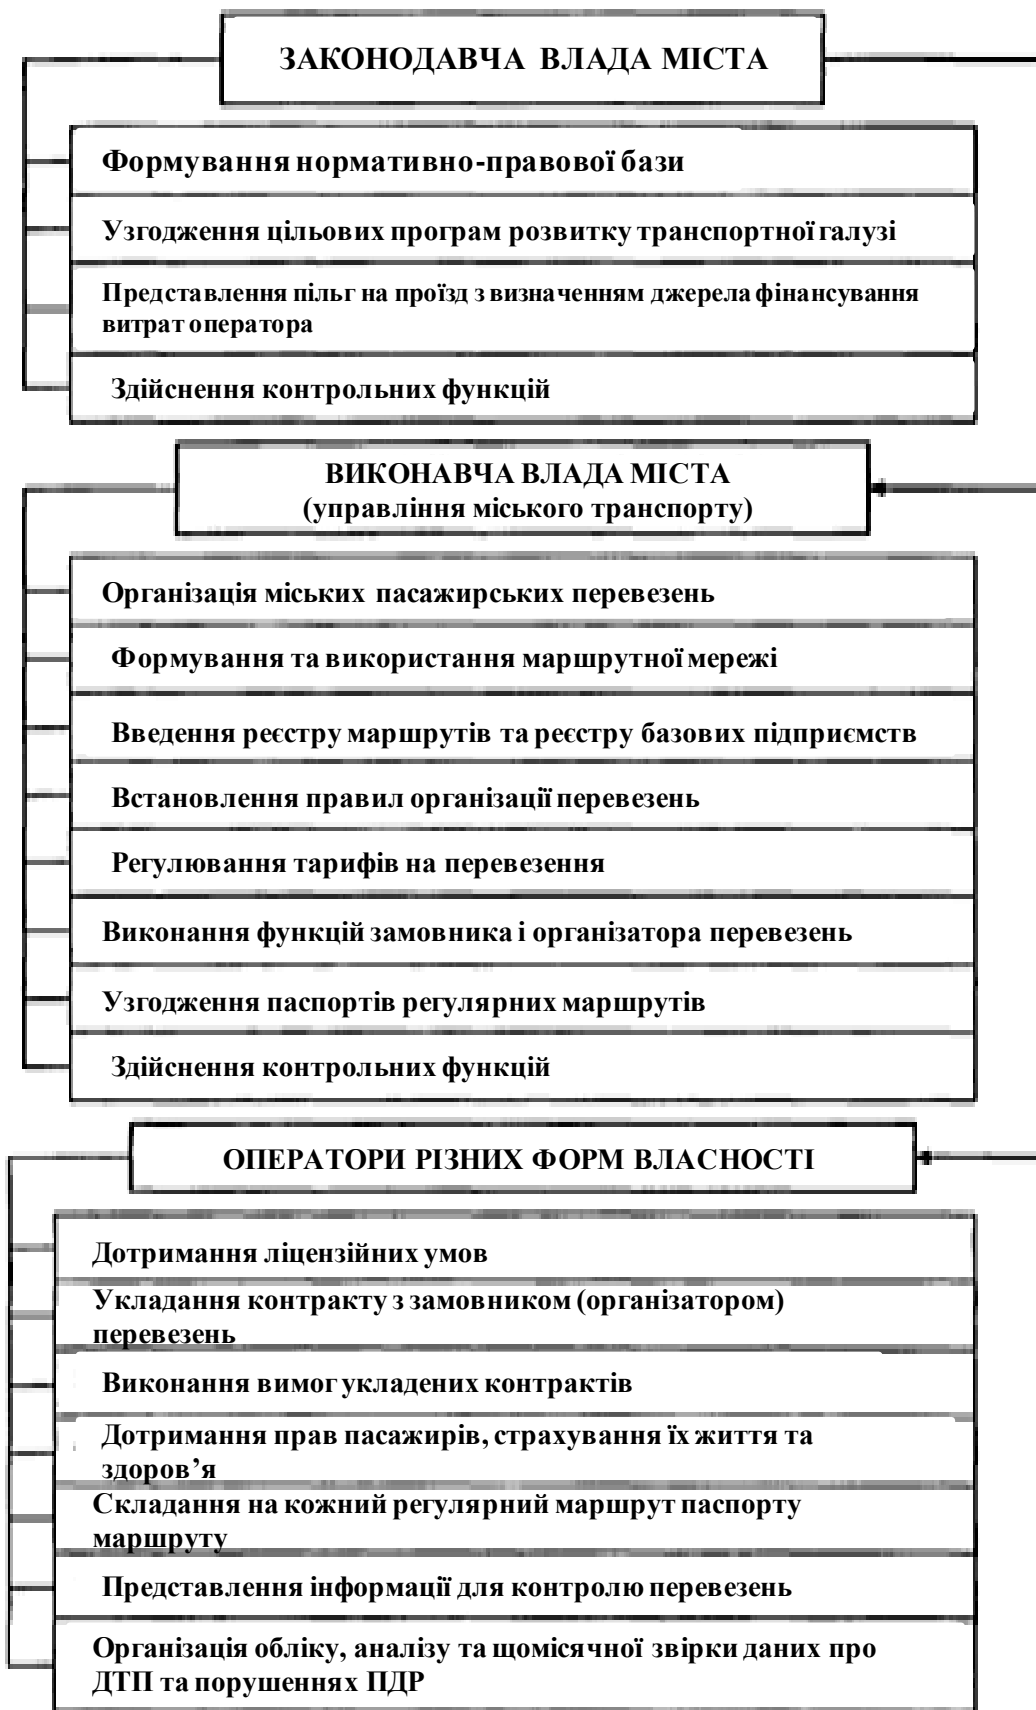 ЗАКОНОДАВЧА ВЛАДА МІСТА
Формування нормативно-правової бази
Узгодження цільових програм розвитку транспортної галузі
Представлення пільг на проїзд з визначенням джерела фінансування
витрат оператора
Здійснення контрольних функцій
ВИКОНАВЧА ВЛАДА МІСТА
(управління міського транспорту)
Організація міських пасажирських перевезень
Формування та використання маршрутної мережі
Введення реєстру маршрутів та реєстру базових підприємств
Встановлення правил організації перевезень
Регулювання тарифів на перевезення
Виконання функцій замовника і організатора перевезень
Узгодження паспортів регулярних маршрутів
Здійснення контрольних функцій
ОПЕРАТОРИ РІЗНИХ ФОРМ ВЛАСНОСТІ
Дотримання ліцензійних умов
Укладання контракту з замовником (організатором)
перевезень
Виконання вимог укладених контрактів
Дотримання прав пасажирів, страхування їх життя та
здоров’я
Складання на кожний регулярний маршрут паспорту
маршруту
Представлення інформації для контролю перевезень
Організація обліку, аналізу та щомісячної звірки даних про
ДТП та порушеннях ПДР